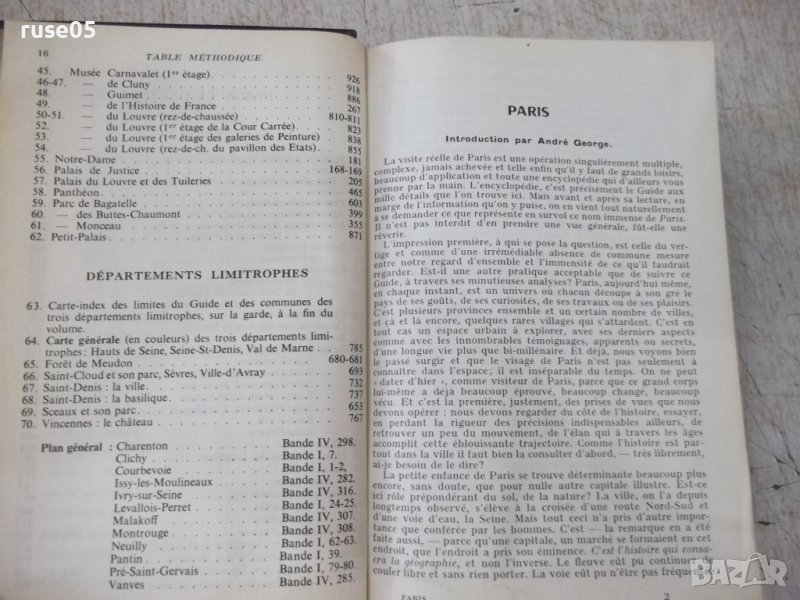 ruse05
16 TABLE MÉTHODIQUE
45. Musée Carnavalet (1er étage) 926
46-47. — de Cluny 918
48. — Guimet 886
49. — de l'Histoire de France 267
50-51. — du Louvre (rez-de-chaussée) 810-811
52. — du Louvre (1er étage de la Cour Carrée) 823
53. — du Louvre (1er étage des galeries de Peinture) 838
54. — du Louvre (rez-de-ch. du pavillon des Etats) 855
55. Notre-Dame 181
56. Palais de Justice 168-169
57. Palais du Louvre et des Tuileries 205
58. Panthéon 465
59. Parc de Bagatelle 603
60. — des Buttes-Chaumont 399
61. — Monceau 355
62. Petit-Palais 871
DÉPARTEMENTS LIMITROPHES
63. Carte-index des limites du Guide et des communes des
trois départements limitrophes, sur la garde, à la fin du
volume.
64. Carte générale (en couleurs) des trois départements limi-
trophes : Hauts de Seine, Seine-St-Denis, Val de Marne 785
65. Forêt de Meudon 680-681
66. Saint-Cloud et son parc, Sèvres, Ville-d'Avray 693
67. Saint-Denis : la ville 732
68. Saint-Denis : la basilique 737
69. Sceaux et son parc 653
70. Vincennes : le château 767
Plan général : Charenton Bande IV, 298.
Clichy Bande I, 7.
Courbevoie Bande I, 1-2,
Issy-les-Moulineaux Bande IV, 282.
Ivry-sur-Seine Bande IV, 316.
Levallois-Perret Bande I, 24-25.
Malakoff Bande IV, 307.
Montrouge Bande IV, 308.
Neuilly Bande I, 62-63.
Pantin Bande I, 39.
Pré-Saint-Gervais Bande I, 79-80.
Vanves Bande IV, 285.
PARIS
Introduction par André George.
La visite réelle de Paris est une opération singulièrement multiple,
complexe, jamais achevée et telle enfin qu'il y faut de grands loisirs,
beaucoup d'application et toute une encyclopédie qui d'ailleurs vous
prenne par la main. L'encyclopédie, c'est précisément le Guide aux
mille détails que l'on trouve ici. Mais avant et après sa lecture, en
marge de l'information qu'on y puise, on en vient tout naturellement
à se demander ce que représente en survol ce nom immense de Paris.
Il n'est pas interdit d'en prendre une vue générale, fût-elle une
rêverie.
L'impression première, à qui se pose la question, est celle du ver-
tige et comme d'une irrémédiable absence de commune mesure
entre notre regard d'ensemble et l'immensité de ce qu'il faudrait
regarder. Est-il une autre pratique acceptable que de suivre ce
Guide, à travers ses minutieuses analyses? Paris, aujourd'hui même,
en chaque instant, est un univers où chacun découpe à son gré le
pays de ses goûts, de ses curiosités, de ses travaux ou de ses plaisirs.
C'est plusieurs provinces ensemble et un certain nombre de villes,
et çà et là encore, quelques rares villages qui s'attardent. C'est en
tout cas un espace urbain à explorer, avec ses aspects sans nombre,
avec les innombrables témoignages, apparents ou secrets,
d'une longue vie plus que bi-millénaire. Et déjà, nous voyons bien
le passé surgir et que le visage de Paris n'est pas seulement à
connaître dans l'espace; il est inséparable du temps. On ne peut
« dater d'hier », comme visiteur de Paris, parce que ce grand corps
lui-même a déjà beaucoup éprouvé, beaucoup changé, beaucoup
vécu. Et c'est la première, justement, des prises de vues que nous
devons opérer : nous devons regarder du côté de l'histoire, essayer,
en perdant la rigueur des précisions indispensables ailleurs, de
retrouver un peu du mouvement, de l'élan qui à travers les âges
accomplit cette éblouissante trajectoire. Comme l'histoire est par-
tout dans la ville il faut bien la consulter d'abord, — très librement,
ai-je besoin de le dire?
La petite enfance de Paris se trouve déterminante beaucoup plus
encore, sans doute, que pour nulle autre capitale illustre. Est-ce
ici rôle prépondérant du sol, de la nature? La ville, on l'a depuis
longtemps observé, s'élève à la croisée d'une route Nord-Sud et
d'une voie d'eau, la Seine. Mais tout ceci n'a pris d'autre impor-
tance que conférée par les hommes. C'est — la remarque en a été
faite aussi, — parce qu'une capitale, un marché se formaient en cet
endroit, que l'endroit a pris son éminence. C'est l'histoire qui consa-
cra la géographie, et non l'inverse. Le fleuve eût pu continuer de
couler libre et sans rien porter. La voie eût pu n'être pas fréquen-
PARIS 2
BAZAR